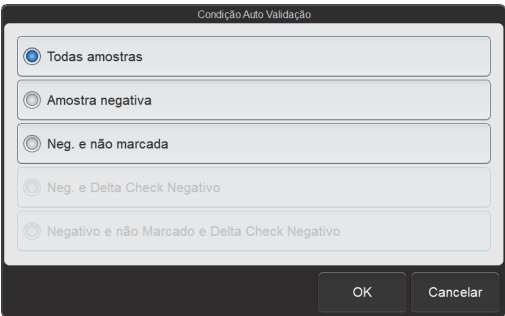 Condição Auto Validação
Todas amostras
Amostra negativa
Neg. e não marcada
Neg. e Delta Check Negativo
Negativo e não Marcado e Delta Check Negativo
OK
Cancelar